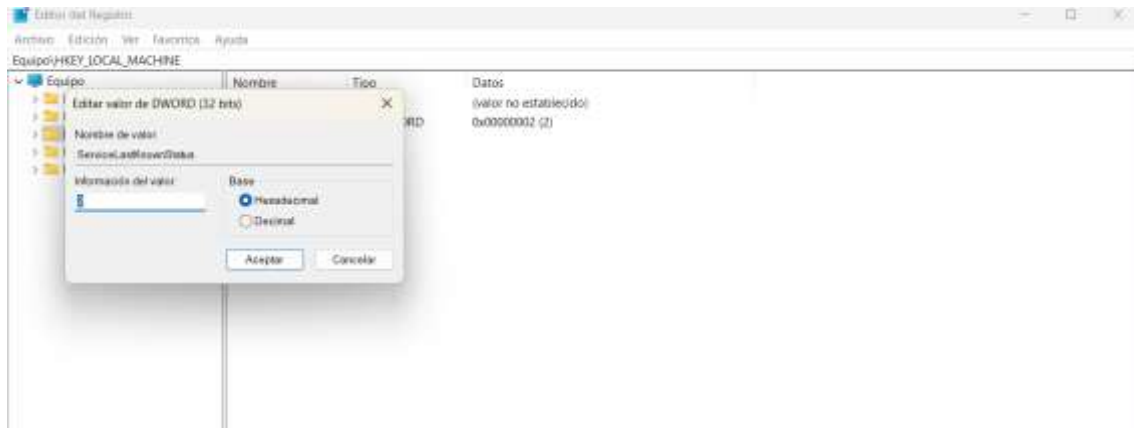 Editor del Registro
Archivo Edición Ver Favoritos Ayuda
Equipo\HKEY_LOCAL_MACHINE
Equipo
Nombre Tipo Datos
(valor no establecido)
0x00000002 (2)
Editar valor de DWORD (32 bits)
Nombre de valor:
ServiceLastKnownStatus
Información del valor:
Base
Hexadecimal
Decimal
Aceptar Cancelar